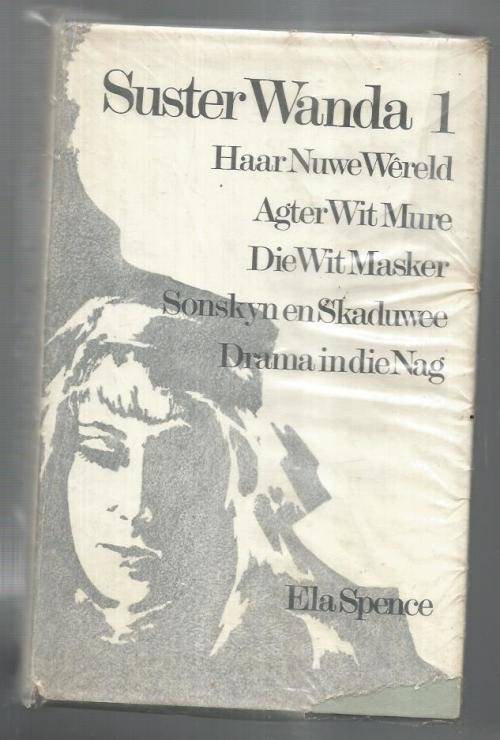 Suster Wanda 1
Haar Nuwe Wêreld
Agter Wit Mure
Die Wit Masker
Sonskyn en Skaduwee
Drama in die Nag
Ela Spence